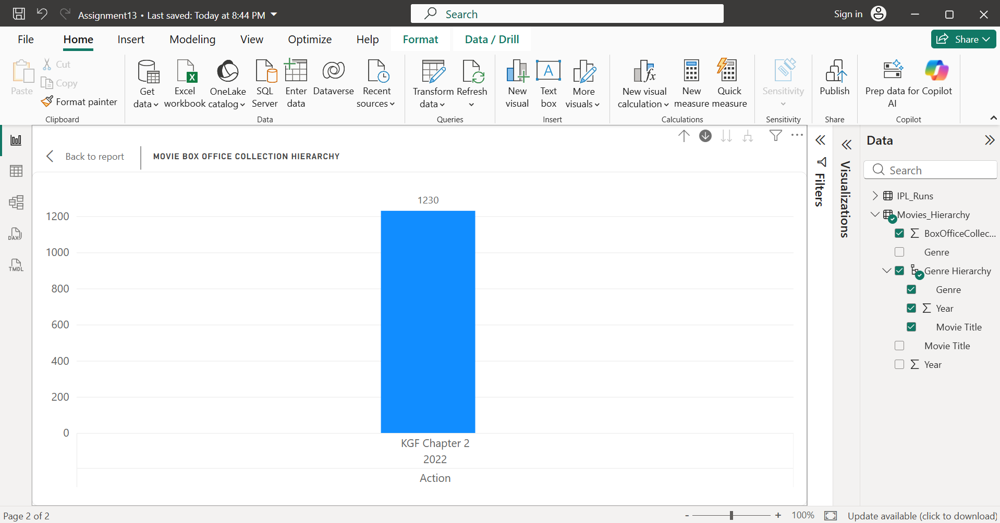 Assignment13 • Last saved: Today at 8:44 PM
Search
Sign in
File Home Insert Modeling View Optimize Help Format Data / Drill
Share
Paste
Cut
Copy
Format painter
Clipboard
Get data
Excel workbook
OneLake catalog
SQL Server
Enter data
Dataverse
Recent sources
Data
Transform data
Refresh
Queries
New visual
Text box
More visuals
Insert
New visual calculation
New measure
Quick measure
Calculations
Sensitivity
Sensitivity
Publish
Share
Prep data for AI
Copilot
Copilot
DAX
TMDL
Back to report
MOVIE BOX OFFICE COLLECTION HIERARCHY
1230
1200
1000
800
600
400
200
0
KGF Chapter 2
2022
Action
Filters
Visualizations
Data
Search
IPL_Runs
Movies_Hierarchy
BoxOfficeCollec...
Genre
Genre Hierarchy
Genre
Year
Movie Title
Movie Title
Year
Page 2 of 2
- + 100%
Update available (click to download)